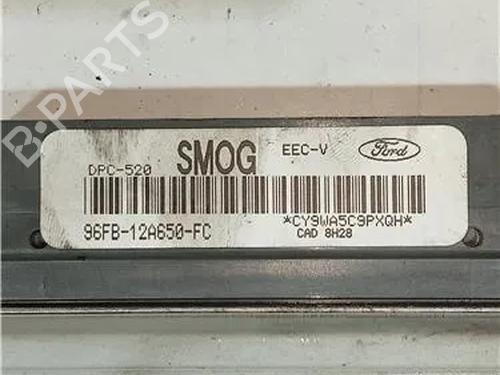 B-PARTS
DPC-520 SMOG EEC-V Ford
*CY9WA5C9PXQH*
96FB-12A650-FC CAD 8H28